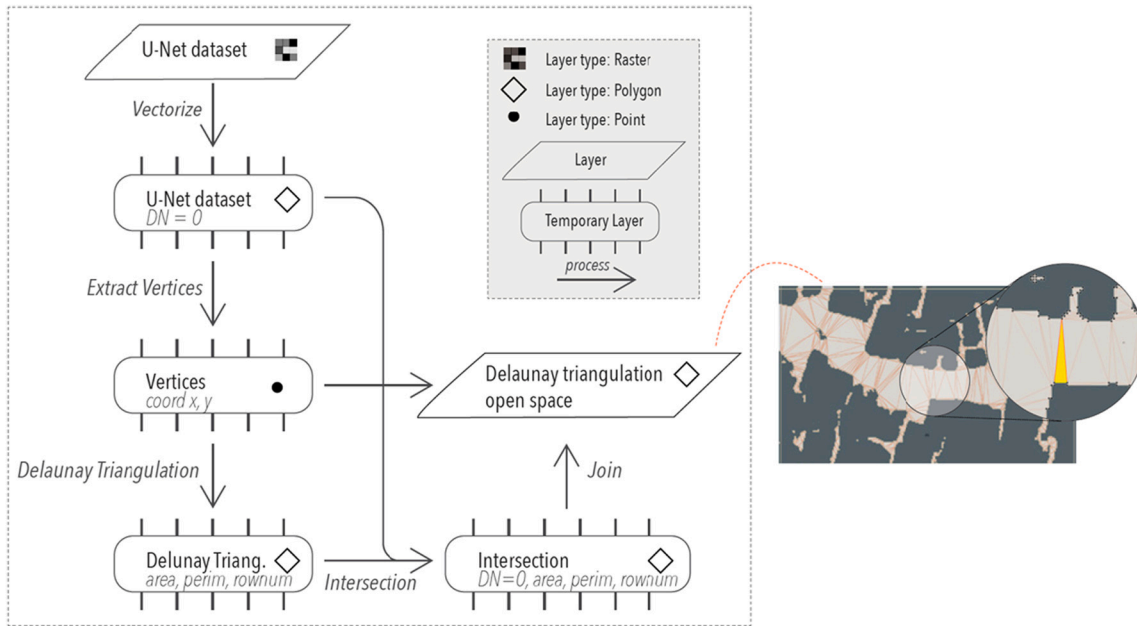 U-Net dataset
Vectorize
U-Net dataset
DN = 0
Extract Vertices
Vertices
coord x, y
Delaunay Triangulation
Delunay Triang.
area, perim, rownum
Intersection
Intersection
DN=0, area, perim, rownum
Join
Delaunay triangulation
open space
Layer type: Raster
Layer type: Polygon
Layer type: Point
Layer
Temporary Layer
process